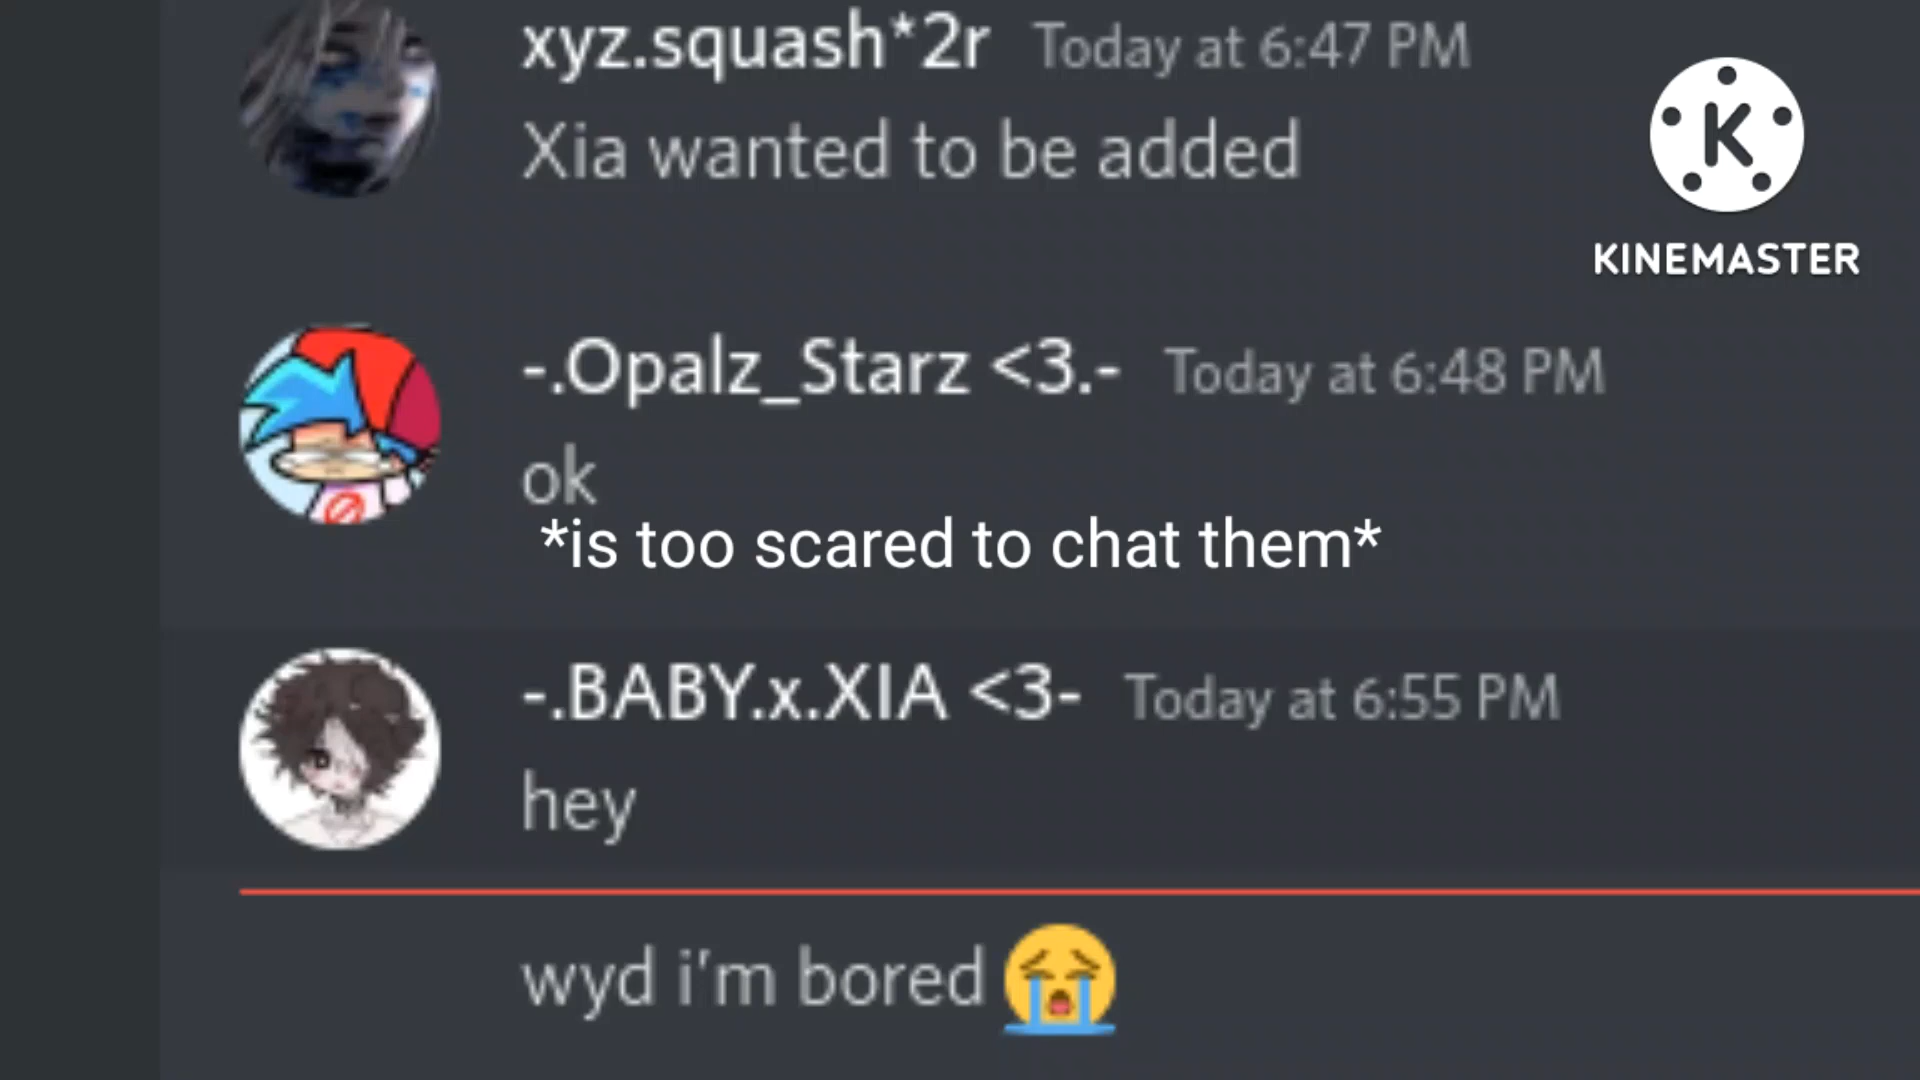 xyz.squash*2r Today at 6:47 PM
Xia wanted to be added
K
KINEMASTER
-.Opalz_Starz <3.- Today at 6:48 PM
ok
*is too scared to chat them*
-.BABY.x.XIA <3- Today at 6:55 PM
hey
wyd i'm bored 😭